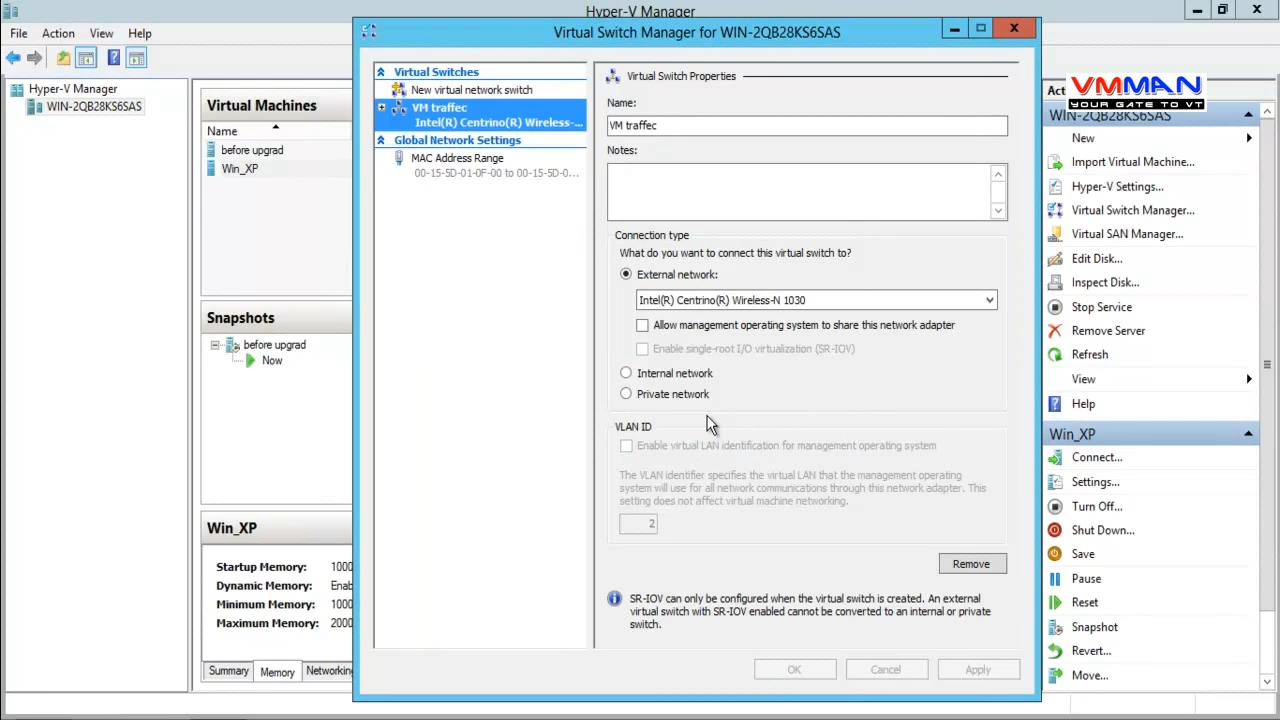 Hyper-V Manager
File Action View Help
Hyper-V Manager
WIN-2QB28KS6SAS
Virtual Machines
Name
before upgrad
Win_XP
Snapshots
before upgrad
Now
Win_XP
Startup Memory: 1000
Dynamic Memory: Enab
Minimum Memory: 1000
Maximum Memory: 2000
Summary Memory Networking
Virtual Switch Manager for WIN-2QB28KS6SAS
Virtual Switches
New virtual network switch
VM traffec
Intel(R) Centrino(R) Wireless-...
Global Network Settings
MAC Address Range
00-15-5D-01-0F-00 to 00-15-5D-0...
Virtual Switch Properties
Name:
VM traffec
Notes:
Connection type
What do you want to connect this virtual switch to?
External network:
Intel(R) Centrino(R) Wireless-N 1030
Allow management operating system to share this network adapter
Enable single-root I/O virtualization (SR-IOV)
Internal network
Private network
VLAN ID
Enable virtual LAN identification for management operating system
The VLAN identifier specifies the virtual LAN that the management operating
system will use for all network communications through this network adapter. This
setting does not affect virtual machine networking.
2
Remove
SR-IOV can only be configured when the virtual switch is created. An external
virtual switch with SR-IOV enabled cannot be converted to an internal or private
switch.
OK Cancel Apply
Act
VMMAN
YOUR GATE TO VT
WIN-2QB28KS6SAS
New
Import Virtual Machine...
Hyper-V Settings...
Virtual Switch Manager...
Virtual SAN Manager...
Edit Disk...
Inspect Disk...
Stop Service
Remove Server
Refresh
View
Help
Win_XP
Connect...
Settings...
Turn Off...
Shut Down...
Save
Pause
Reset
Snapshot
Revert...
Move...